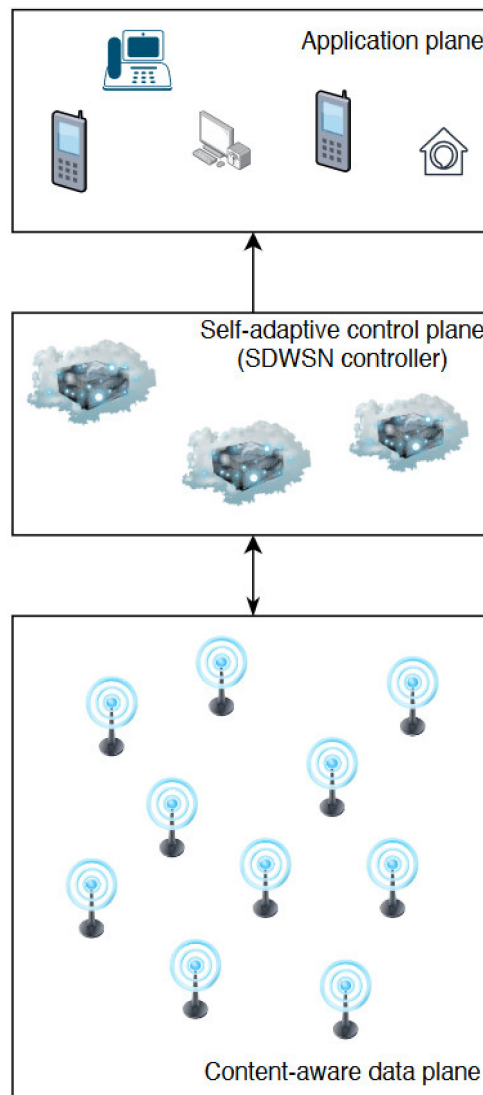 Application plane
Self-adaptive control plane
(SDWSN controller)
Content-aware data plane